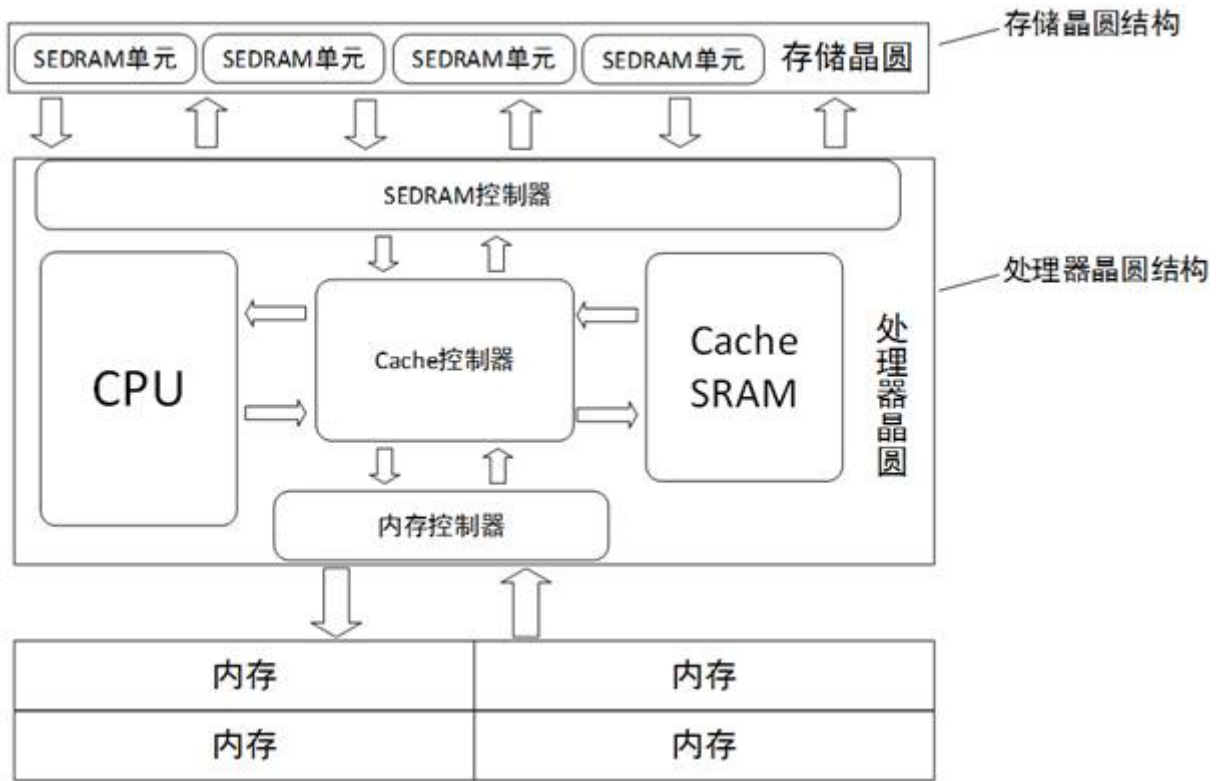 SEDRAM单元
SEDRAM单元
SEDRAM单元
SEDRAM单元
存储晶圆
存储晶圆结构
SEDRAM控制器
CPU
Cache控制器
Cache
SRAM
处理器晶圆
处理器晶圆结构
内存控制器
内存
内存
内存
内存